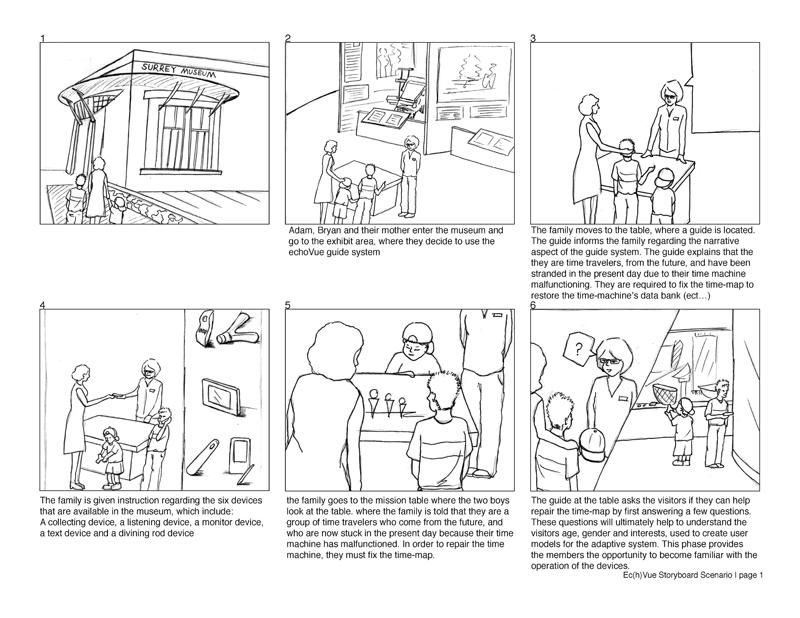 1
SURREY MUSEUM
2
Adam, Bryan and their mother enter the museum and
go to the exhibit area, where they decide to use the
echoVue guide system
3
The family moves to the table, where a guide is located.
The guide informs the family regarding the narrative
aspect of the guide system. The guide explains that the
they are time travelers, from the future, and have been
stranded in the present day due to their time machine
malfunctioning. They are required to fix the time-map to
restore the time-machine's data bank (ect...)
4
The family is given instruction regarding the six devices
that are available in the museum, which include:
A collecting device, a listening device, a monitor device,
a text device and a divining rod device
5
the family goes to the mission table where the two boys
look at the table. where the family is told that they are a
group of time travelers who come from the future, and
who are now stuck in the present day because their time
machine has malfunctioned. In order to repair the time
machine, they must fix the time-map.
6
?
The guide at the table asks the visitors if they can help
repair the time-map by first answering a few questions.
These questions will ultimately help to understand the
visitors age, gender and interests, used to create user
models for the adaptive system. This phase provides
the members the opportunity to become familiar with the
operation of the devices.
Ec(h)Vue Storyboard Scenario | page 1